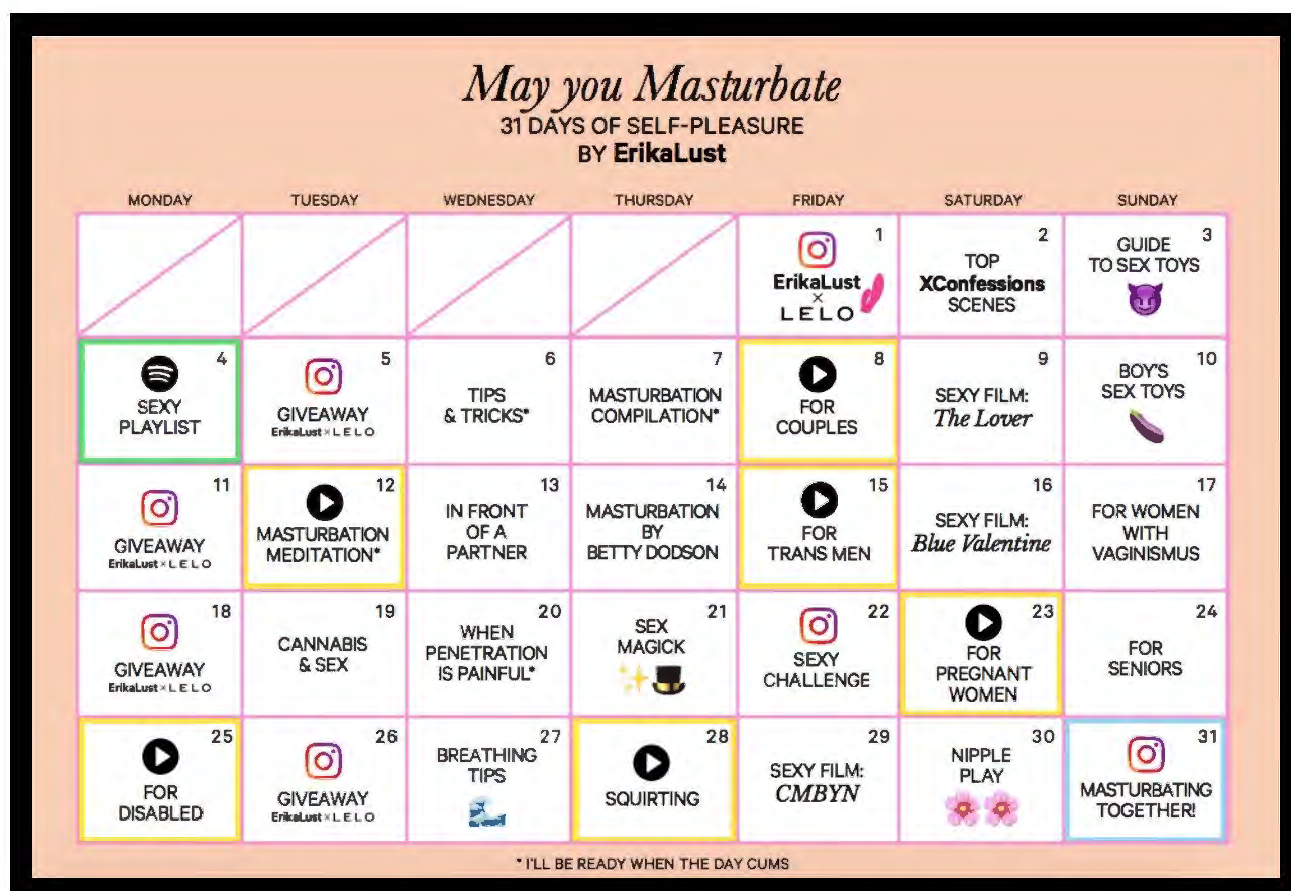 May you Masturbate
31 DAYS OF SELF-PLEASURE
BY ErikaLust
MONDAY
TUESDAY
WEDNESDAY
THURSDAY
FRIDAY
SATURDAY
SUNDAY
1
ErikaLust
×
LELO
2
TOP
XConfessions
SCENES
3
GUIDE
TO SEX TOYS
4
SEXY
PLAYLIST
5
GIVEAWAY
ErikaLust × LELO
6
TIPS
& TRICKS*
7
MASTURBATION
COMPILATION*
8
FOR
COUPLES
9
SEXY FILM:
The Lover
10
BOY'S
SEX TOYS
11
GIVEAWAY
ErikaLust × LELO
12
MASTURBATION
MEDITATION*
13
IN FRONT
OF A
PARTNER
14
MASTURBATION
BY
BETTY DODSON
15
FOR
TRANS MEN
16
SEXY FILM:
Blue Valentine
17
FOR WOMEN
WITH
VAGINISMUS
18
GIVEAWAY
ErikaLust × LELO
19
CANNABIS
& SEX
20
WHEN
PENETRATION
IS PAINFUL*
21
SEX
MAGICK
22
SEXY
CHALLENGE
23
FOR
PREGNANT
WOMEN
24
FOR
SENIORS
25
FOR
DISABLED
26
GIVEAWAY
ErikaLust × LELO
27
BREATHING
TIPS
28
SQUIRTING
29
SEXY FILM:
CMBYN
30
NIPPLE
PLAY
31
MASTURBATING
TOGETHER!
* I'LL BE READY WHEN THE DAY CUMS